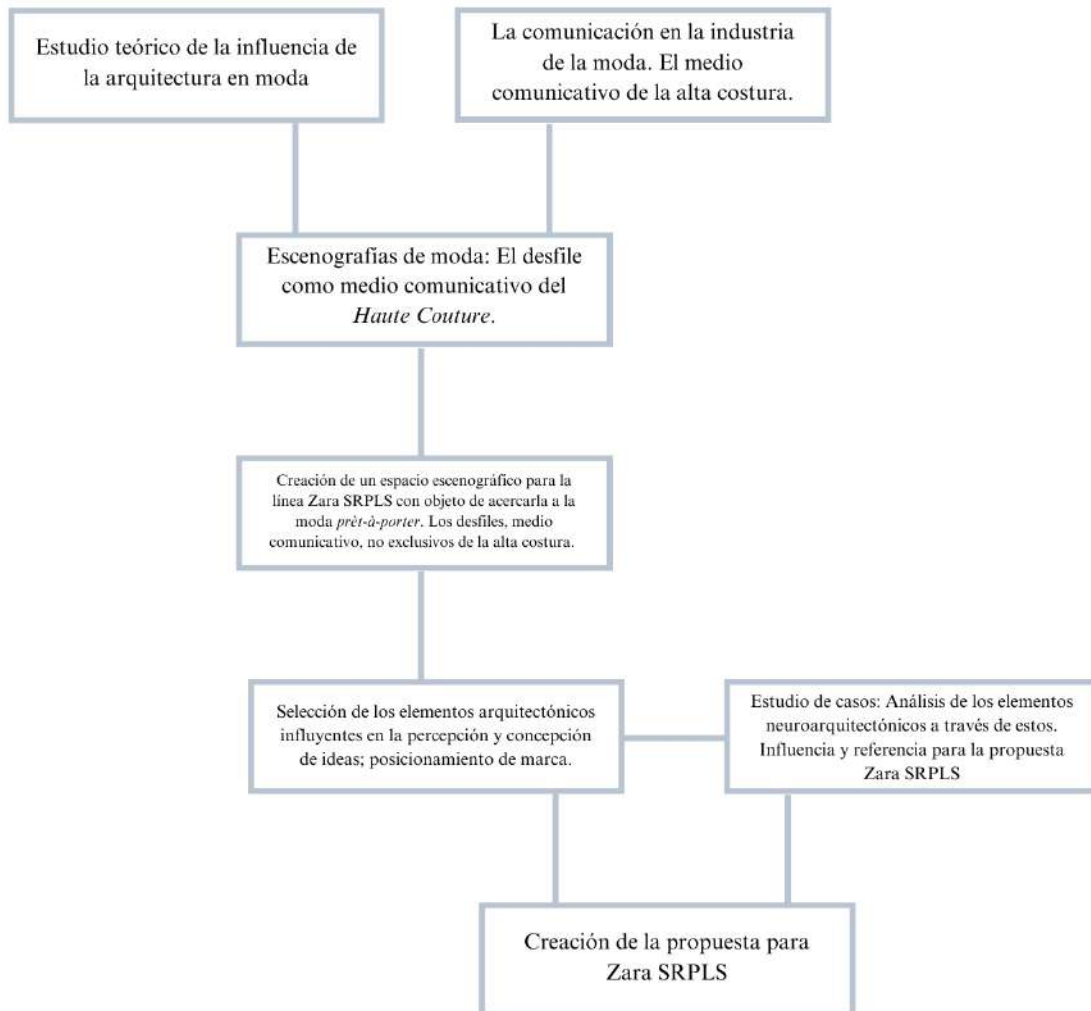 Estudio teórico de la influencia de
la arquitectura en moda
La comunicación en la industria
de la moda. El medio
comunicativo de la alta costura.
Escenografías de moda: El desfile
como medio comunicativo del
Haute Couture.
Creación de un espacio escenográfico para la
línea Zara SRPLS con objeto de acercarla a la
moda prèt-à-porter. Los desfiles, medio
comunicativo, no exclusivos de la alta costura.
Selección de los elementos arquitectónicos
influyentes en la percepción y concepción
de ideas; posicionamiento de marca.
Estudio de casos: Análisis de los elementos
neuroarquitectónicos a través de estos.
Influencia y referencia para la propuesta
Zara SRPLS
Creación de la propuesta para
Zara SRPLS